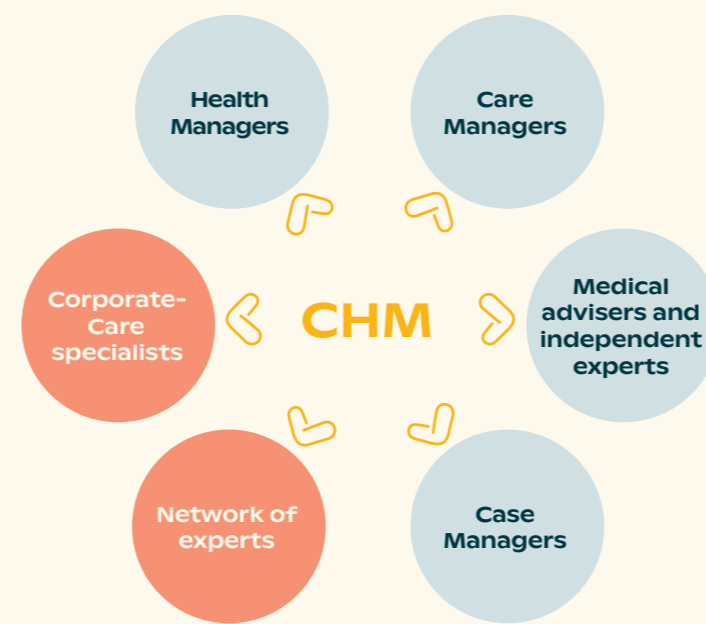 Health
Managers
Care
Managers
Corporate-
Care
specialists
CHM
Medical
advisers and
independent
experts
Network of
experts
Case
Managers